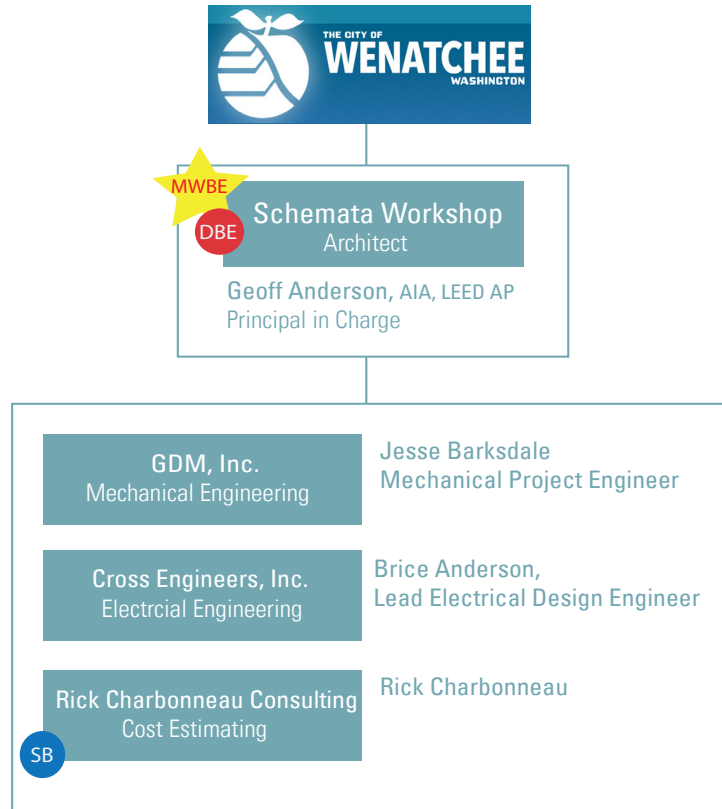 THE CITY OF
WENATCHEE
WASHINGTON
MWBE
DBE
Schemata Workshop
Architect
Geoff Anderson, AIA, LEED AP
Principal in Charge
GDM, Inc.
Mechanical Engineering
Jesse Barksdale
Mechanical Project Engineer
Cross Engineers, Inc.
Electrcial Engineering
Brice Anderson,
Lead Electrical Design Engineer
Rick Charbonneau Consulting
Cost Estimating
SB
Rick Charbonneau